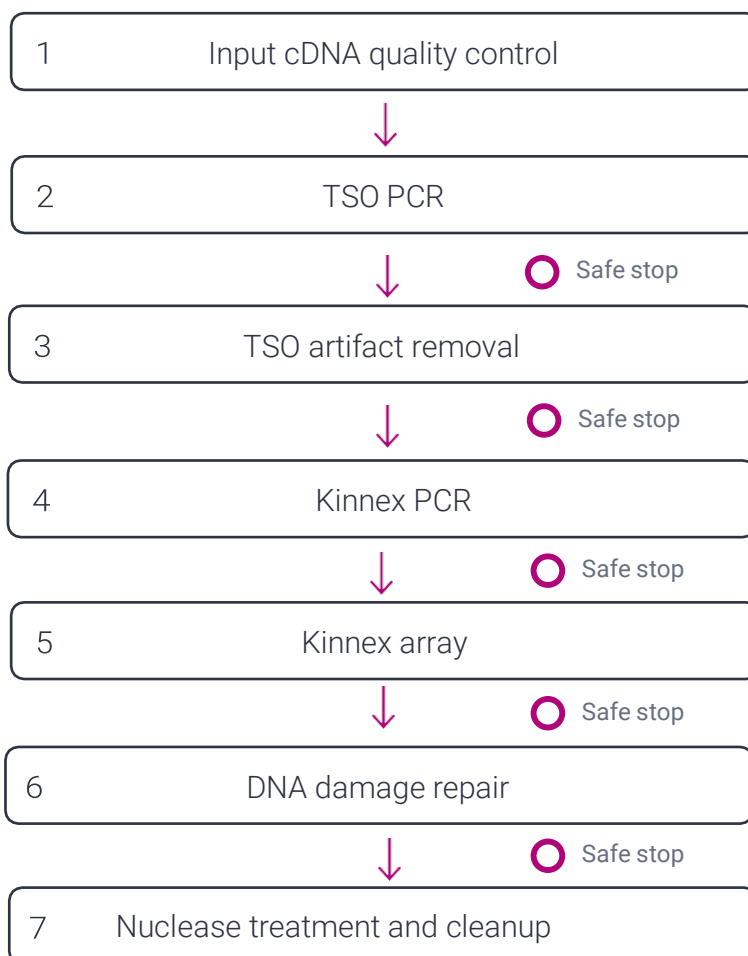 1 Input cDNA quality control
2 TSO PCR
Safe stop
3 TSO artifact removal
Safe stop
4 Kinnex PCR
Safe stop
5 Kinnex array
Safe stop
6 DNA damage repair
Safe stop
7 Nuclease treatment and cleanup